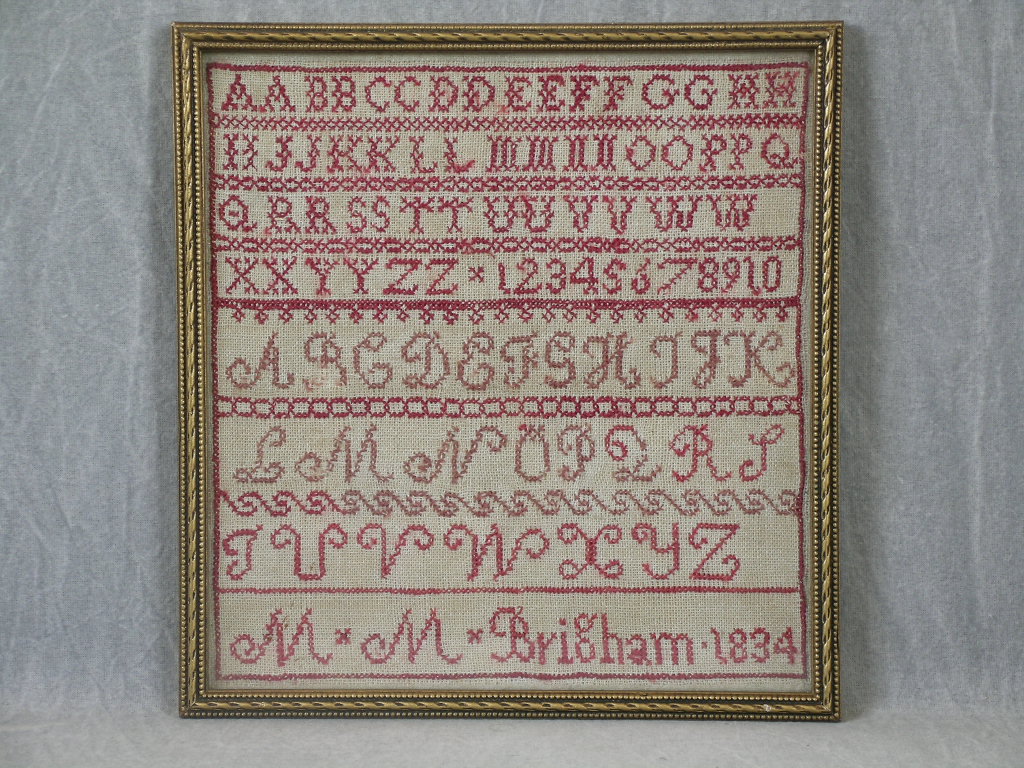 AABBCCDDEEFFGGHH
IIJJKKLLMMNNOOPPQ
QRRSSTTUUVVWW
XXYYZZ×12345678910
ABCDEFGHIJK
LMNOPQRS
TUVWXYZ
M×M×Brigham·1834